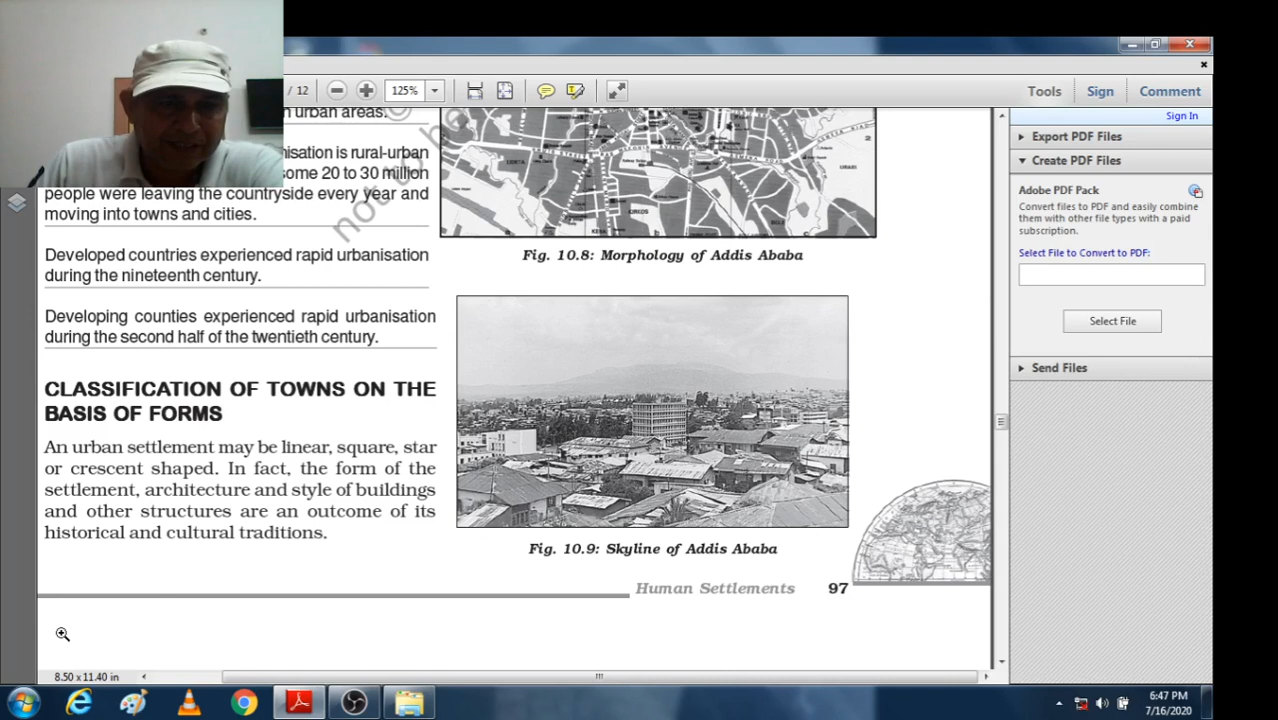 / 12
125%
Tools
Sign
Comment
Sign In
n urban areas.
nisation is rural-urban
some 20 to 30 million
people were leaving the countryside every year and
moving into towns and cities.
Developed countries experienced rapid urbanisation
during the nineteenth century.
Developing counties experienced rapid urbanisation
during the second half of the twentieth century.
CLASSIFICATION OF TOWNS ON THE
BASIS OF FORMS
An urban settlement may be linear, square, star
or crescent shaped. In fact, the form of the
settlement, architecture and style of buildings
and other structures are an outcome of its
historical and cultural traditions.
©
not to be
LIDETA
KIRKOS
BOLE
Fig. 10.8: Morphology of Addis Ababa
Fig. 10.9: Skyline of Addis Ababa
Human Settlements 97
Export PDF Files
Create PDF Files
Adobe PDF Pack
Convert files to PDF and easily combine
them with other file types with a paid
subscription.
Select File to Convert to PDF:
Select File
Send Files
8.50 x 11.40 in
6:47 PM
7/16/2020